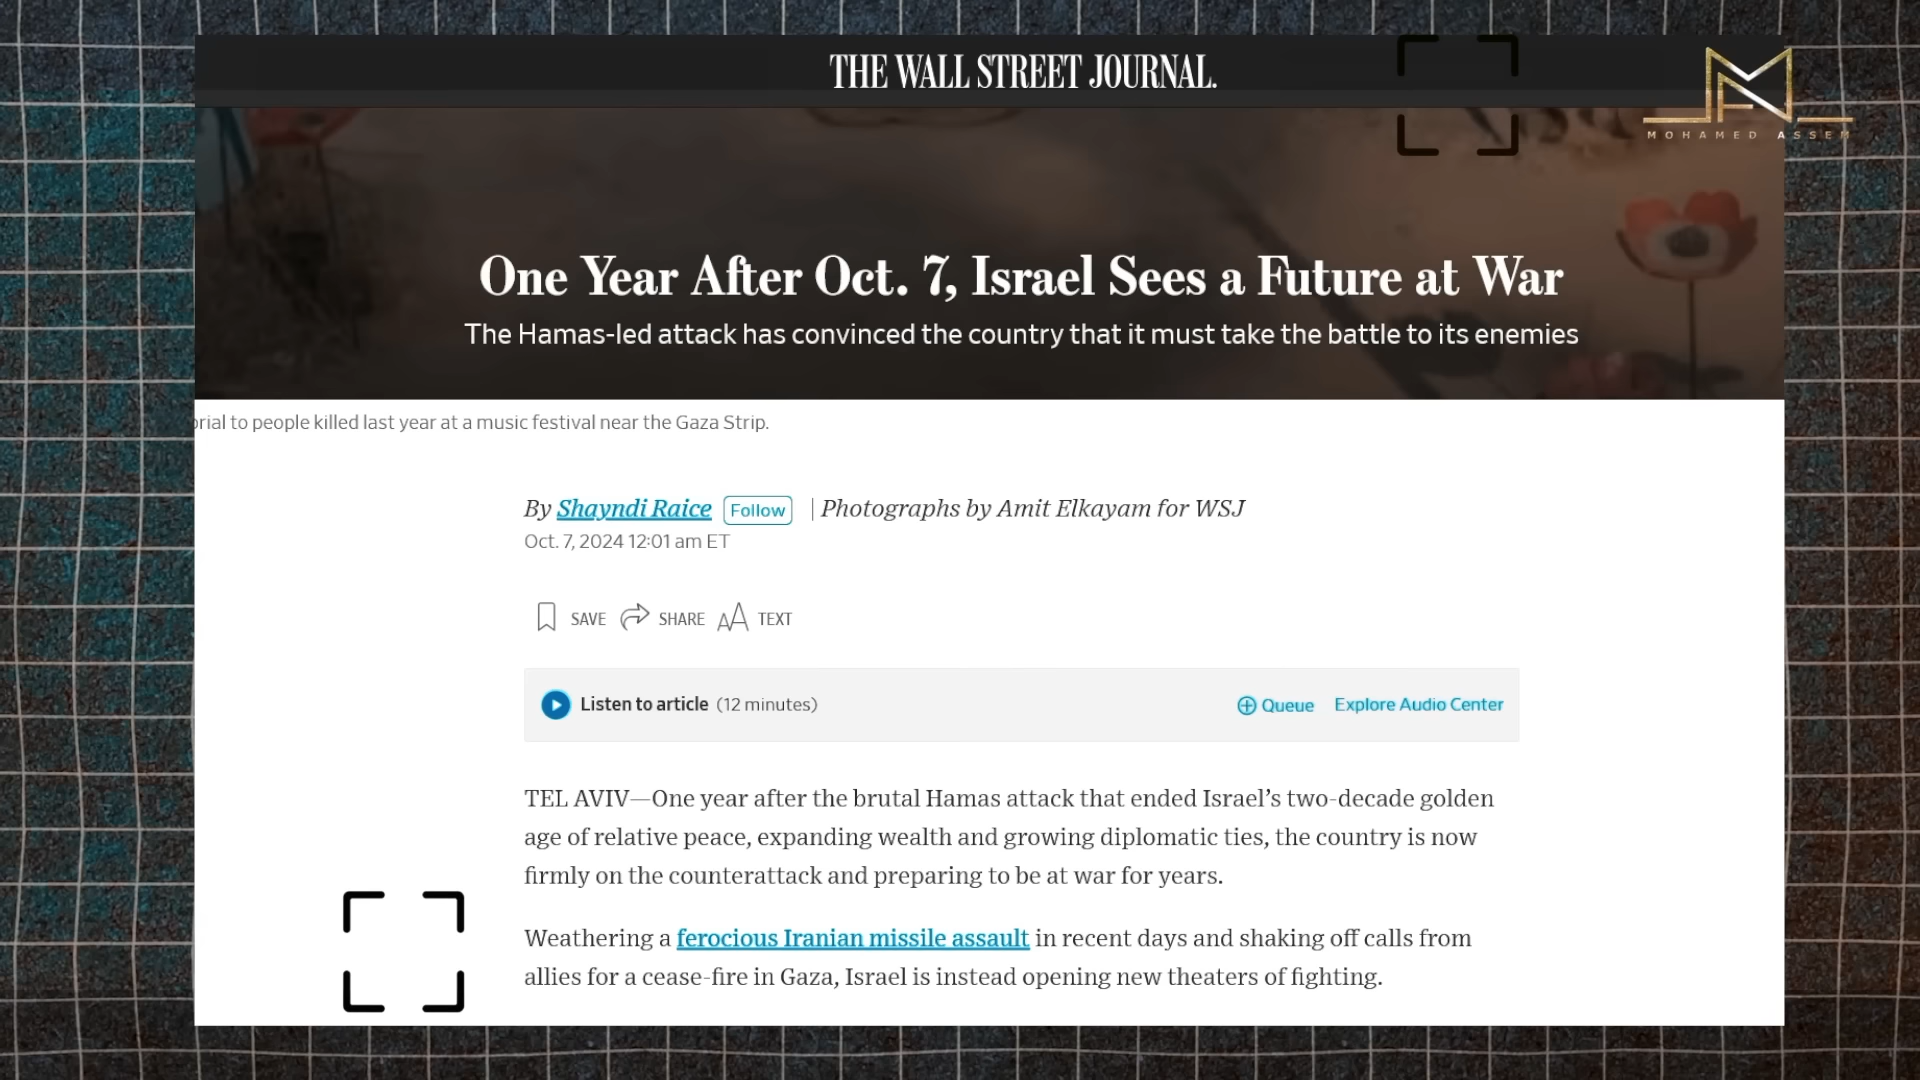 THE WALL STREET JOURNAL.
MOHAMED ASSEM
One Year After Oct. 7, Israel Sees a Future at War
The Hamas-led attack has convinced the country that it must take the battle to its enemies
rial to people killed last year at a music festival near the Gaza Strip.
By Shayndi Raice Follow | Photographs by Amit Elkayam for WSJ
Oct. 7, 2024 12:01 am ET
SAVE SHARE AA TEXT
Listen to article (12 minutes) Queue Explore Audio Center
TEL AVIV—One year after the brutal Hamas attack that ended Israel’s two-decade golden
age of relative peace, expanding wealth and growing diplomatic ties, the country is now
firmly on the counterattack and preparing to be at war for years.
Weathering a ferocious Iranian missile assault in recent days and shaking off calls from
allies for a cease-fire in Gaza, Israel is instead opening new theaters of fighting.